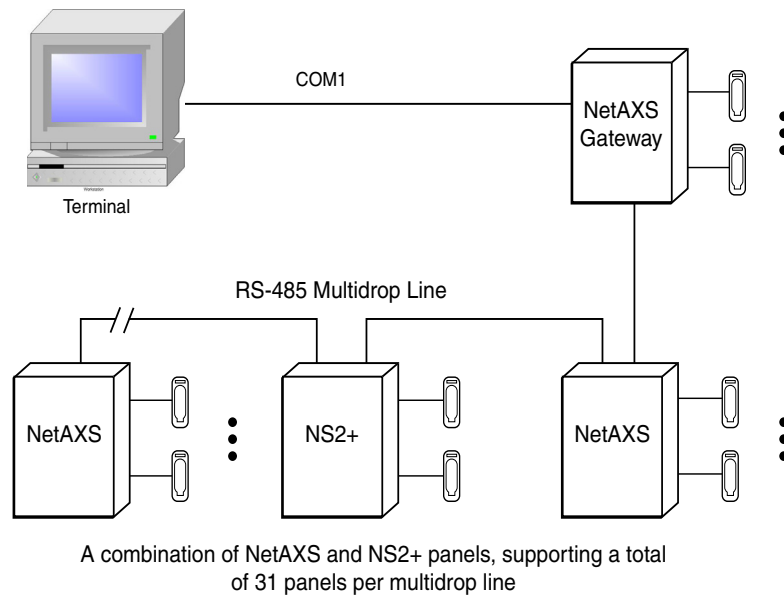 COM1
NetAXS
Gateway
Workstation
Terminal
RS-485 Multidrop Line
NetAXS
NS2+
NetAXS
A combination of NetAXS and NS2+ panels, supporting a total
of 31 panels per multidrop line